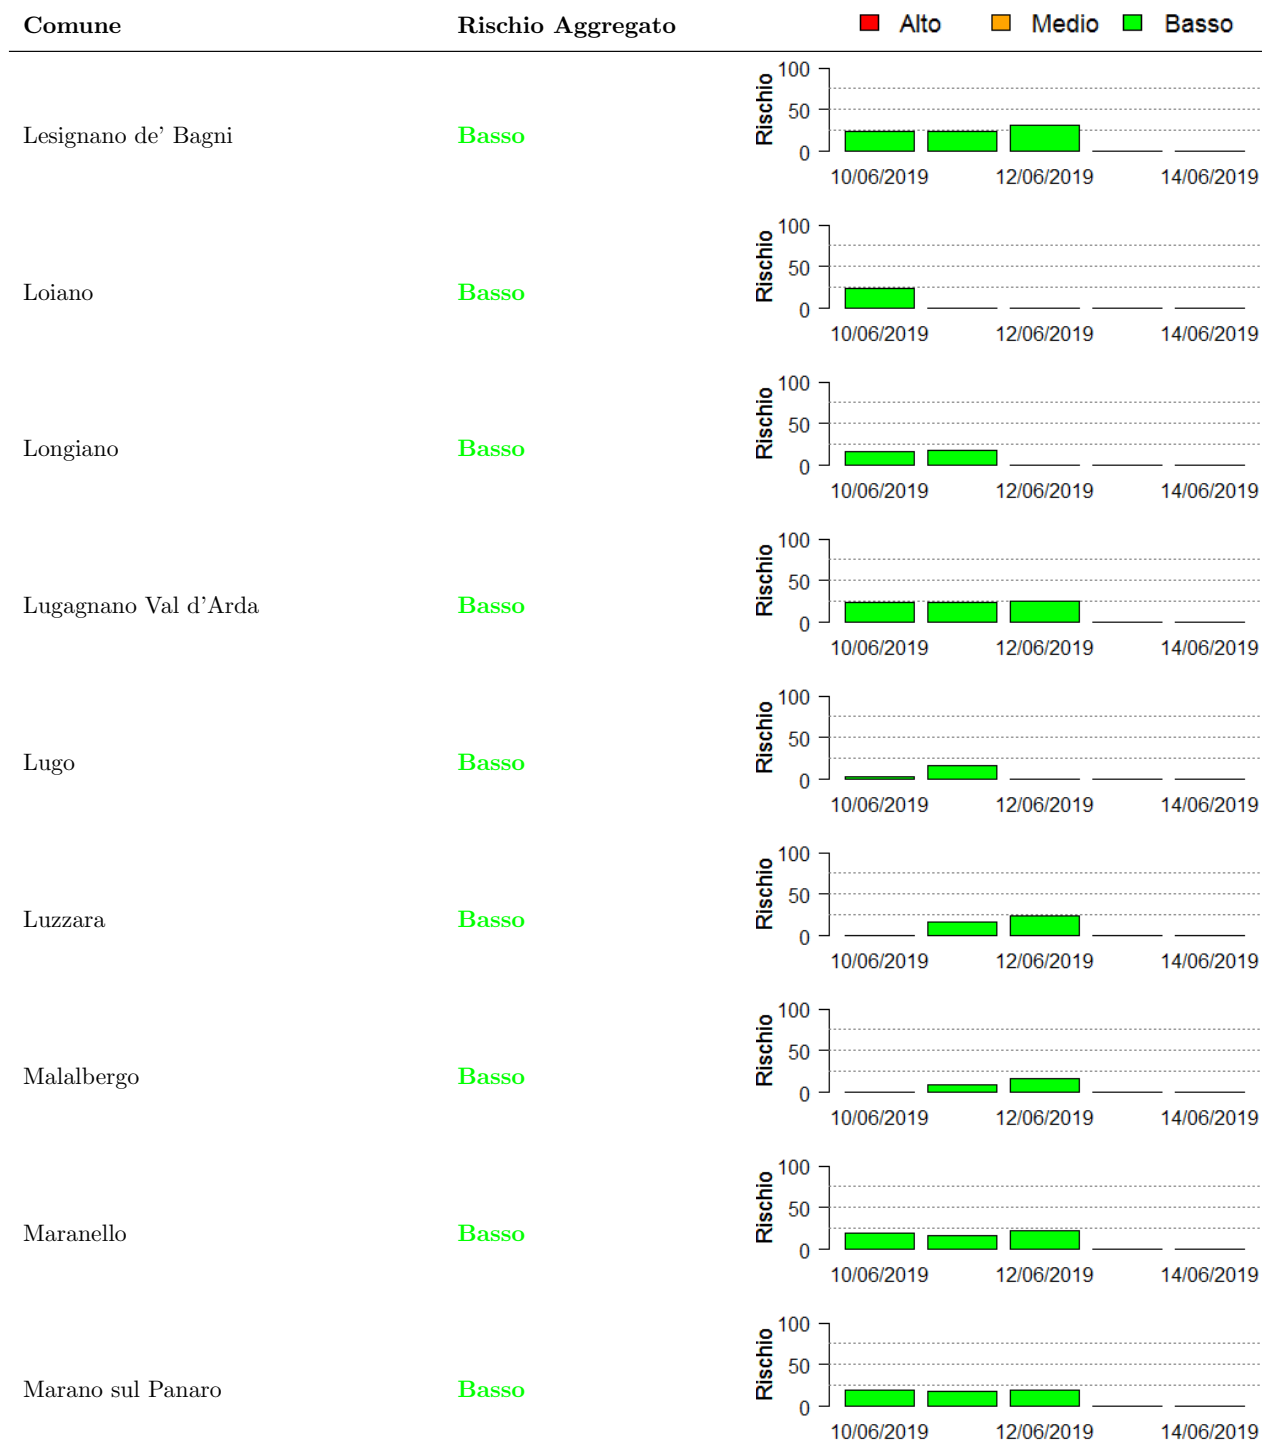 Comune Rischio Aggregato Alto Medio Basso
Lesignano de' Bagni Basso Rischio 100 50 0
10/06/2019 12/06/2019 14/06/2019
Loiano Basso Rischio 100 50 0
10/06/2019 12/06/2019 14/06/2019
Longiano Basso Rischio 100 50 0
10/06/2019 12/06/2019 14/06/2019
Lugagnano Val d'Arda Basso Rischio 100 50 0
10/06/2019 12/06/2019 14/06/2019
Lugo Basso Rischio 100 50 0
10/06/2019 12/06/2019 14/06/2019
Luzzara Basso Rischio 100 50 0
10/06/2019 12/06/2019 14/06/2019
Malalbergo Basso Rischio 100 50 0
10/06/2019 12/06/2019 14/06/2019
Maranello Basso Rischio 100 50 0
10/06/2019 12/06/2019 14/06/2019
Marano sul Panaro Basso Rischio 100 50 0
10/06/2019 12/06/2019 14/06/2019